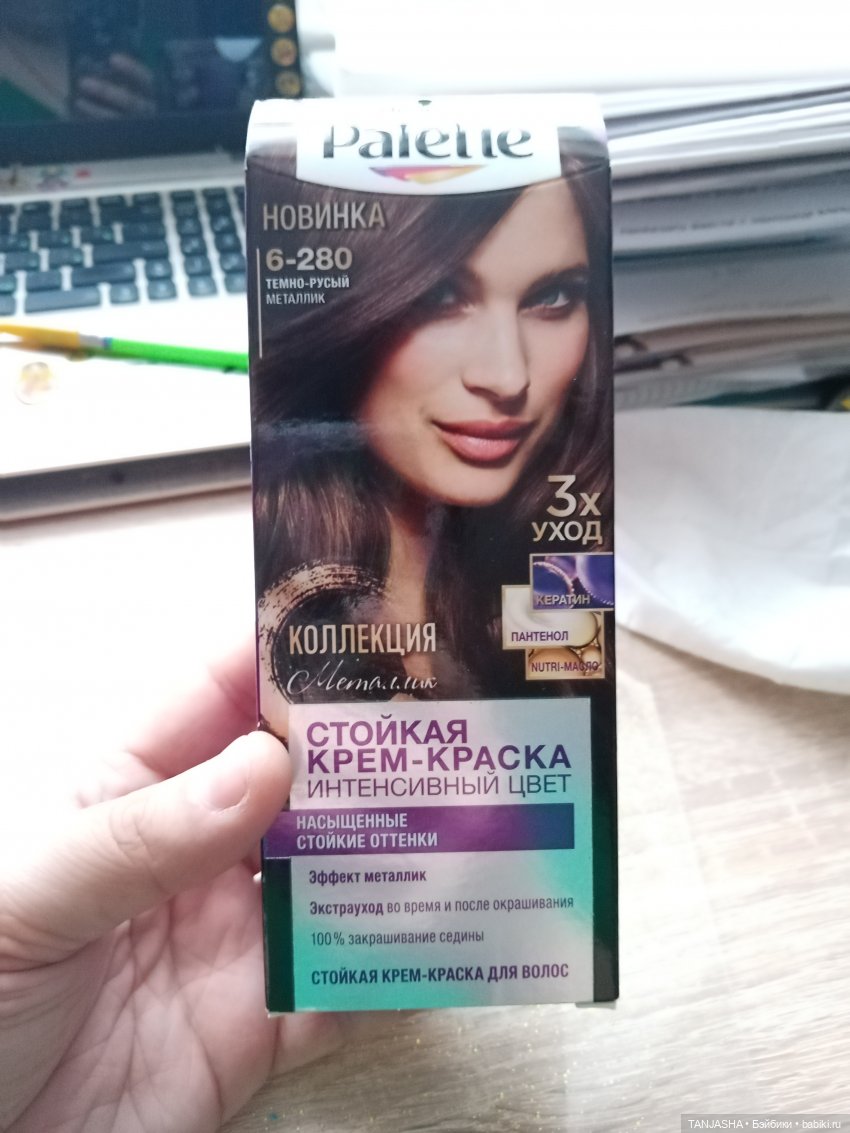 Palette
НОВИНКА
6-280
ТЕМНО-РУСЫЙ
МЕТАЛЛИК
3x
УХОД
КЕРАТИН
ПАНТЕНОЛ
NUTRI-МАСЛО
КОЛЛЕКЦИЯ
Металлик
СТОЙКАЯ
КРЕМ-КРАСКА
ИНТЕНСИВНЫЙ ЦВЕТ
НАСЫЩЕННЫЕ
СТОЙКИЕ ОТТЕНКИ
Эффект металлик
Экстрауход во время и после окрашивания
100% закрашивание седины
СТОЙКАЯ КРЕМ-КРАСКА ДЛЯ ВОЛОС
TANJASHA • Бэйбики • babiki.ru